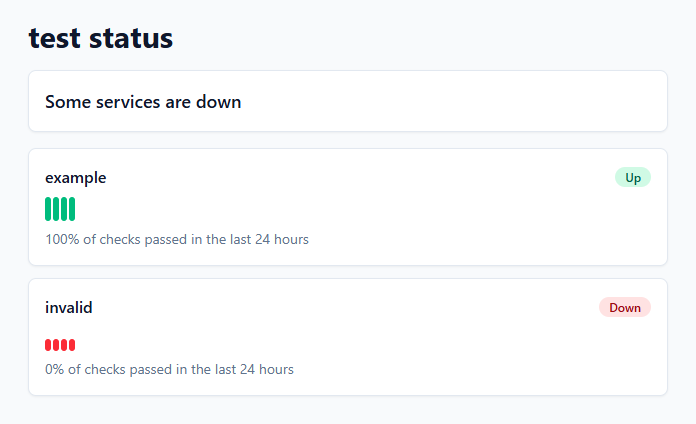 test status
Some services are down
example
Up
100% of checks passed in the last 24 hours
invalid
Down
0% of checks passed in the last 24 hours